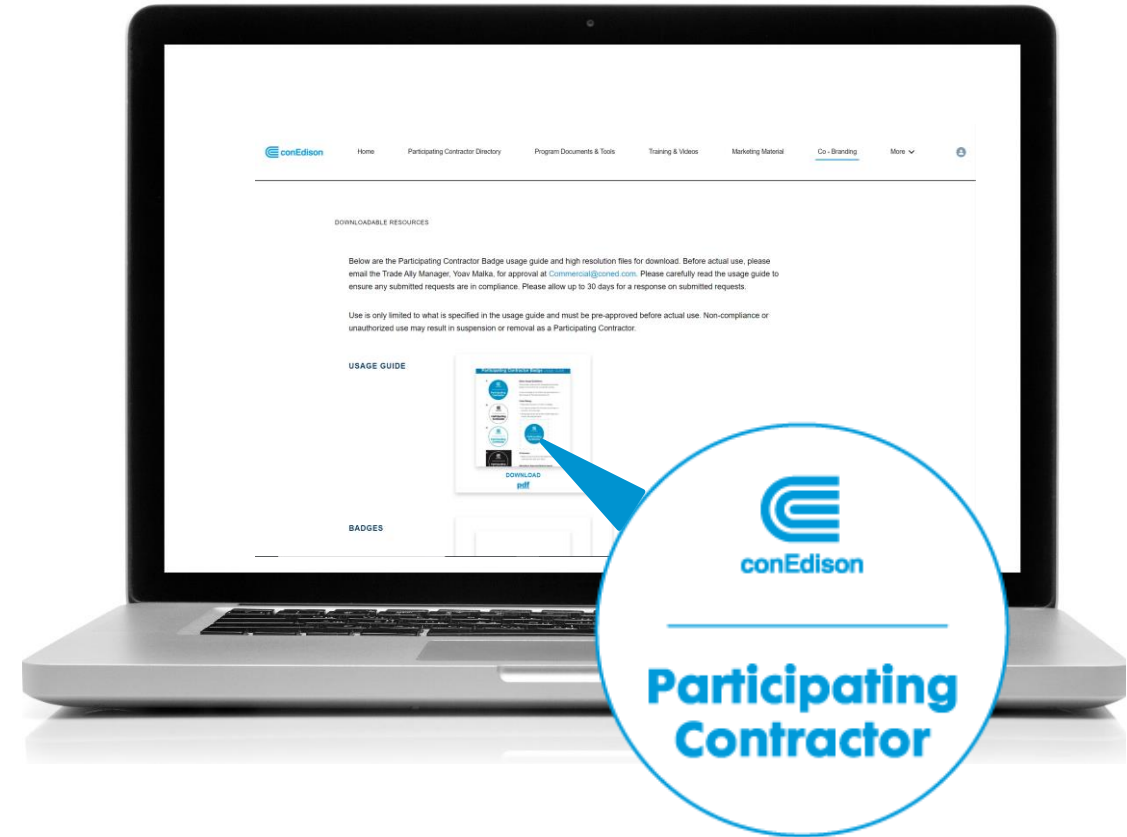 conEdison
Home
Participating Contractor Directory
Program Documents & Tools
Training & Videos
Marketing Material
Co - Branding
More
DOWNLOADABLE RESOURCES
Below are the Participating Contractor Badge usage guide and high resolution files for download. Before actual use, please
email the Trade Ally Manager, Yoav Malka, for approval at Commercial@coned.com. Please carefully read the usage guide to
ensure any submitted requests are in compliance. Please allow up to 30 days for a response on submitted requests.
Use is only limited to what is specified in the usage guide and must be pre-approved before actual use. Non-compliance or
unauthorized use may result in suspension or removal as a Participating Contractor.
USAGE GUIDE
Participating Contractor Badge
DOWNLOAD
pdf
BADGES
conEdison
Participating
Contractor